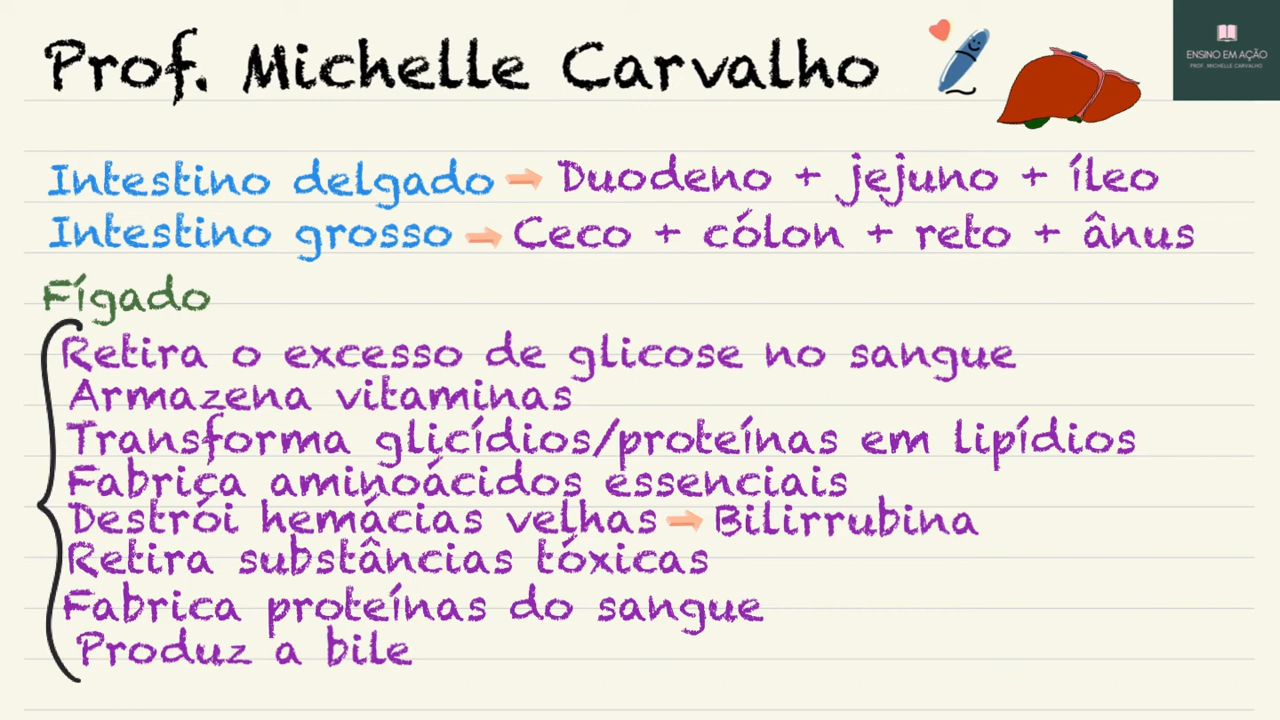 Prof. Michelle Carvalho
ENSINO EM AÇÃO
PROF. MICHELLE CARVALHO
Intestino delgado → Duodeno + jejuno + íleo
Intestino grosso → Ceco + cólon + reto + ânus
Fígado
Retira o excesso de glicose no sangue
Armazena vitaminas
Transforma glicídios/proteínas em lipídios
Fabrica aminoácidos essenciais
Destrói hemácias velhas → Bilirrubina
Retira substâncias tóxicas
Fabrica proteínas do sangue
Produz a bile